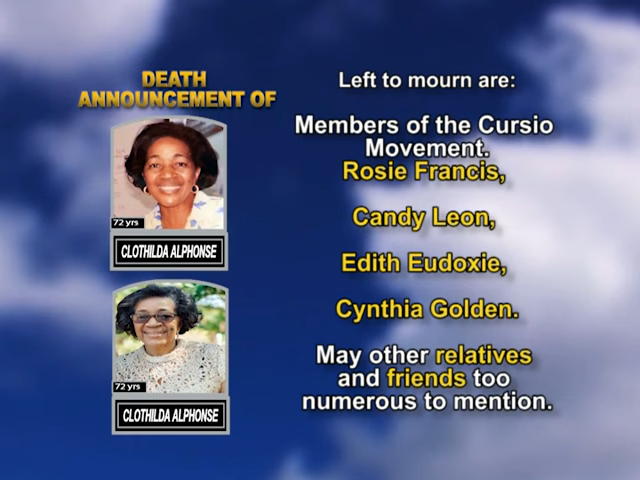 DEATH
ANNOUNCEMENT OF
72 yrs
CLOTHILDA ALPHONSE
72 yrs
CLOTHILDA ALPHONSE
Left to mourn are:
Members of the Cursio
Movement.
Rosie Francis,
Candy Leon,
Edith Eudoxie,
Cynthia Golden.
May other relatives
and friends too
numerous to mention.